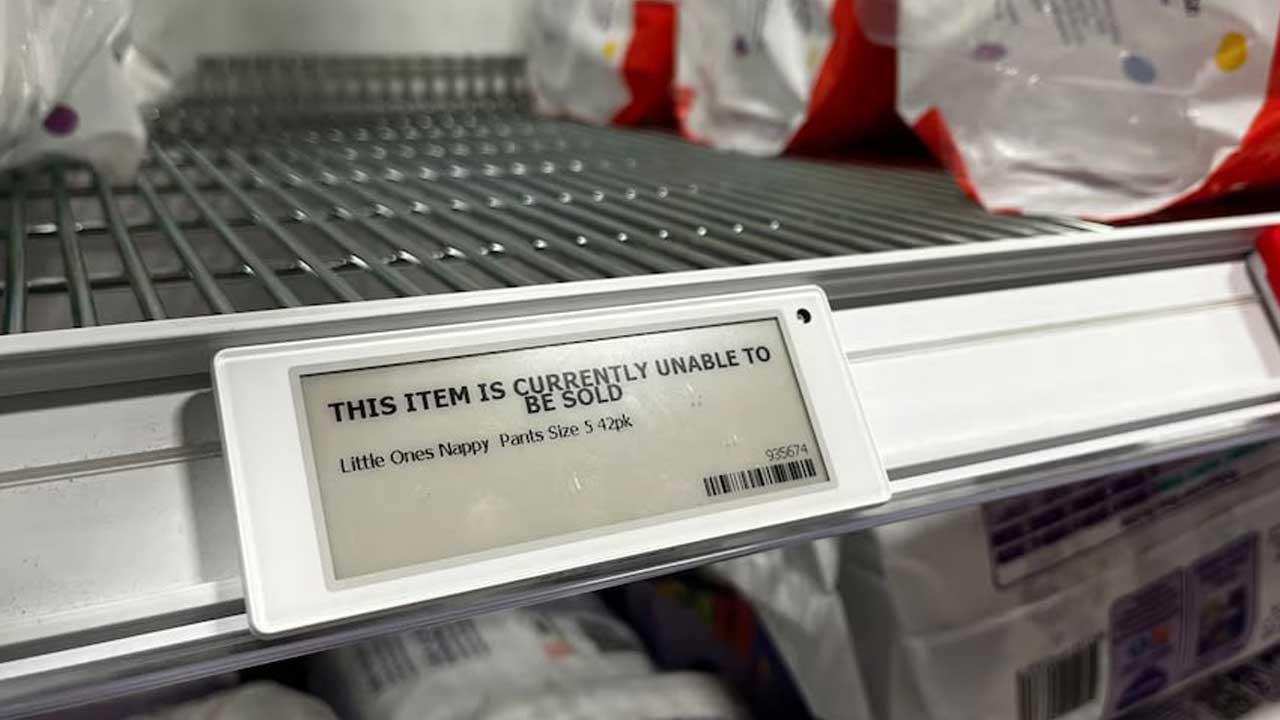 THIS ITEM IS CURRENTLY UNABLE TO
BE SOLD
Little Ones Nappy Pants Size 5 42pk
935674